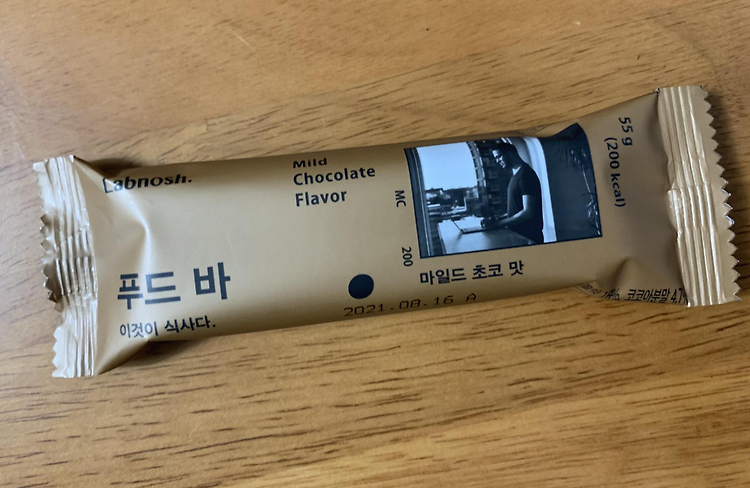 Labnosh.
Mild
Chocolate
Flavor
MC
200
55 g
(200 kcal)
푸드 바
이것이 식사다.
마일드 초코 맛
2021.08.16 A
코코아분말 4.7